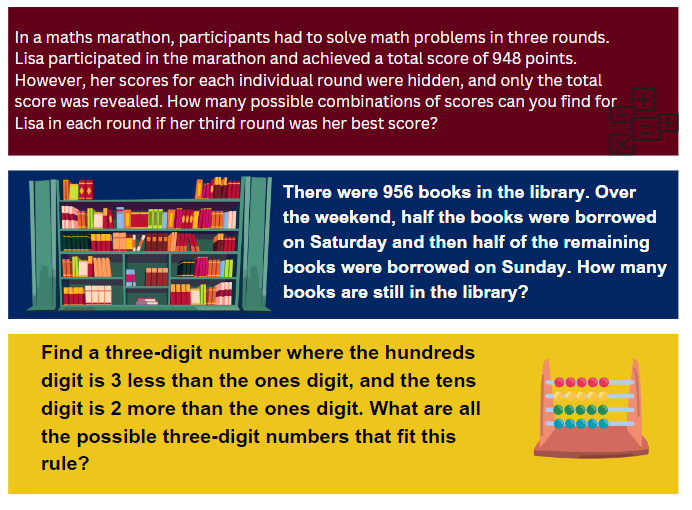 In a maths marathon, participants had to solve math problems in three rounds.
Lisa participated in the marathon and achieved a total score of 948 points.
However, her scores for each individual round were hidden, and only the total
score was revealed. How many possible combinations of scores can you find for
Lisa in each round if her third round was her best score?
There were 956 books in the library. Over
the weekend, half the books were borrowed
on Saturday and then half of the remaining
books were borrowed on Sunday. How many
books are still in the library?
Find a three-digit number where the hundreds
digit is 3 less than the ones digit, and the tens
digit is 2 more than the ones digit. What are all
the possible three-digit numbers that fit this
rule?